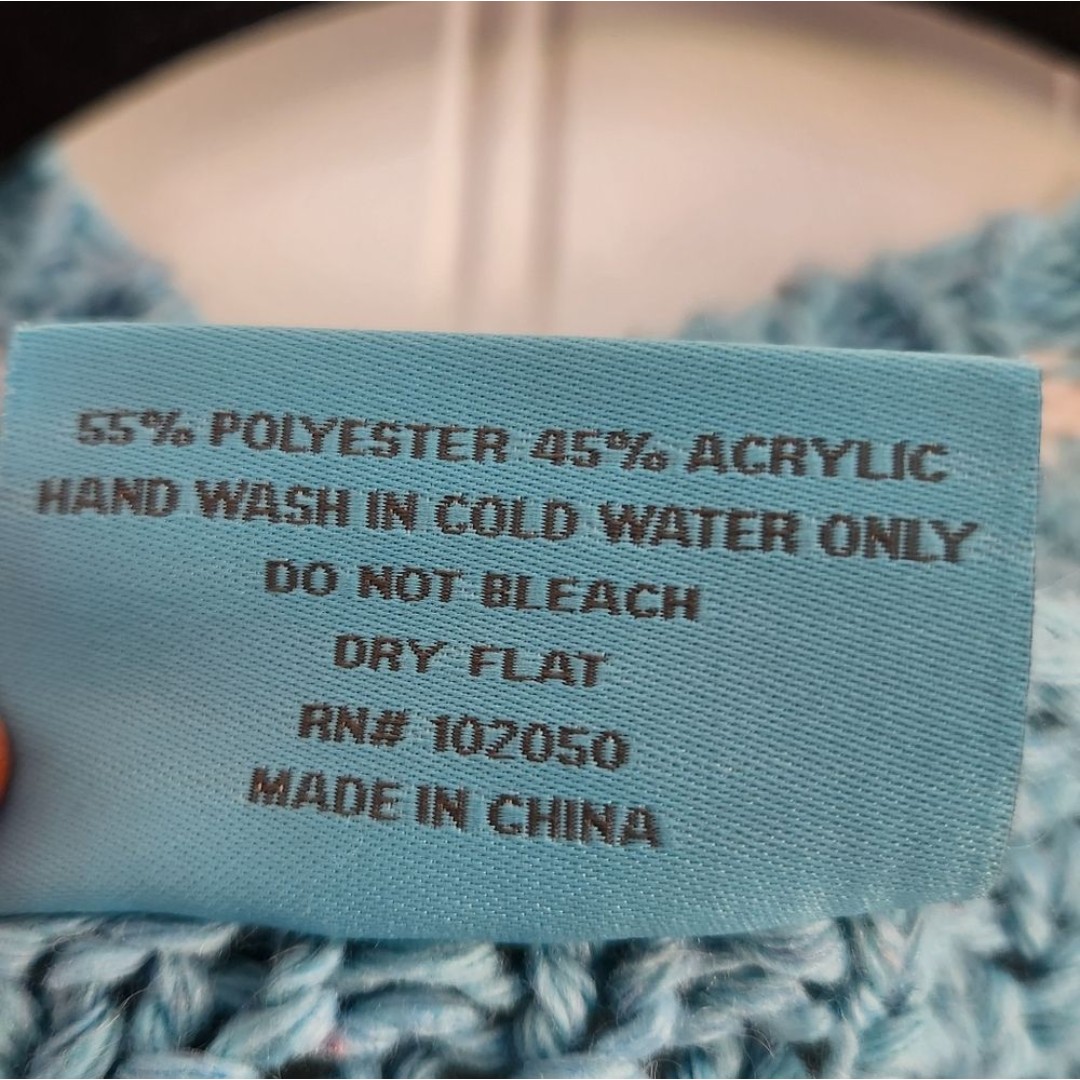 55% POLYESTER 45% ACRYLIC
HAND WASH IN COLD WATER ONLY
DO NOT BLEACH
DRY FLAT
RN# 102050
MADE IN CHINA